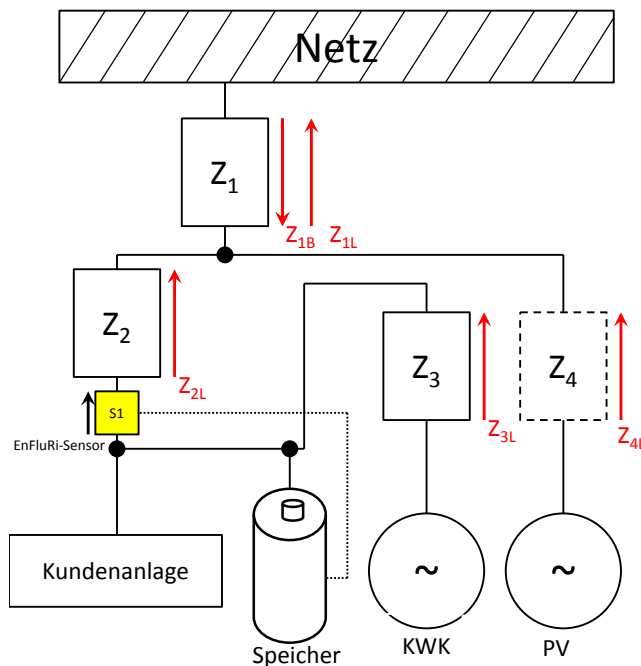 Netz
Z1
Z1B Z1L
Z2
Z2L
S1
EnFluRi-Sensor
Z3
Z3L
Z4
Z4L
Kundenanlage
Speicher
~
KWK
~
PV